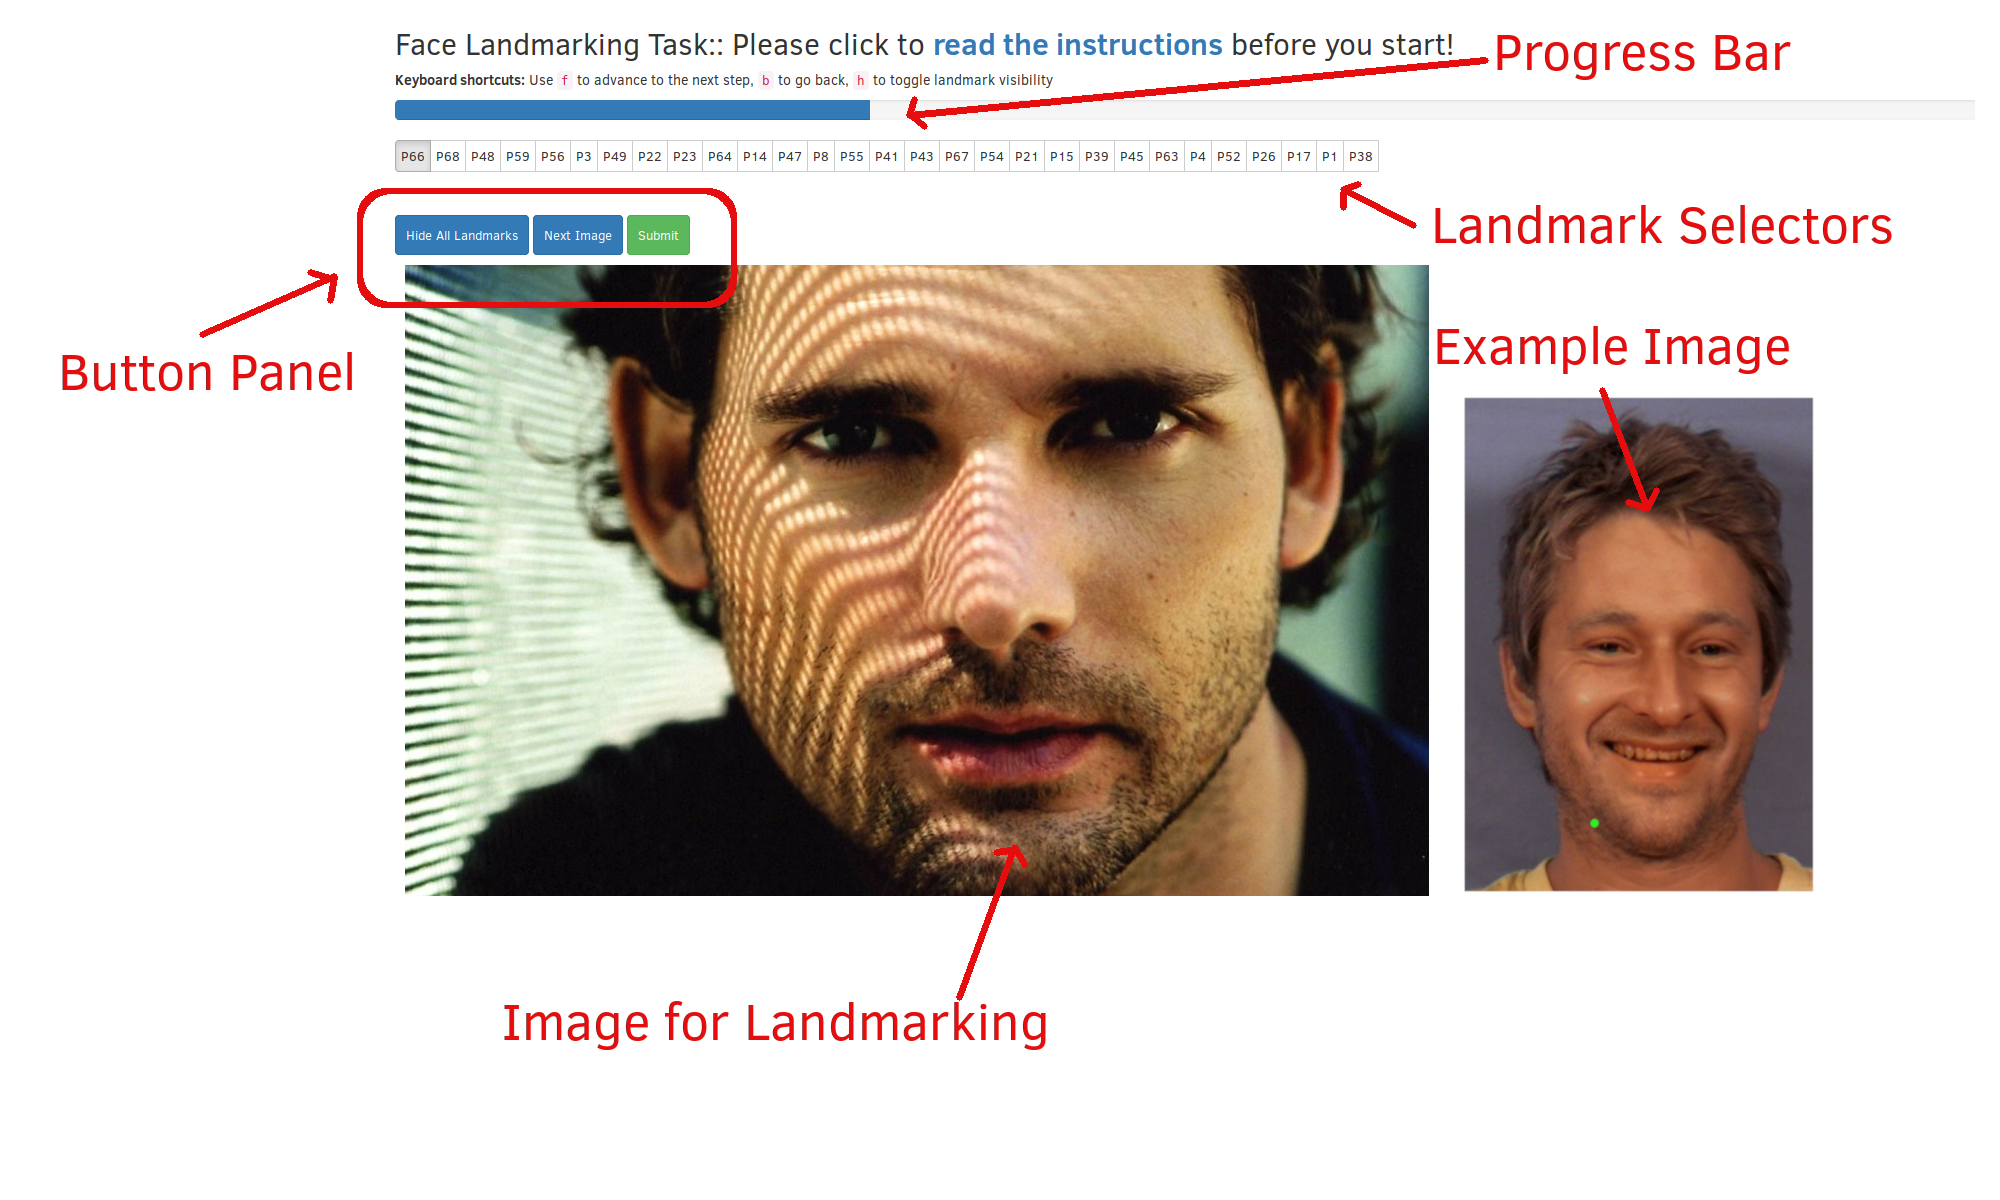 Face Landmarking Task:: Please click to read the instructions before you start!
Progress Bar
Keyboard shortcuts: Use f to advance to the next step, b to go back, h to toggle landmark visibility
P66 P68 P48 P59 P56 P3 P49 P22 P23 P64 P14 P47 P8 P55 P41 P43 P67 P54 P21 P15 P39 P45 P63 P4 P52 P26 P17 P1 P38
Landmark Selectors
Hide All Landmarks Next Image Submit
Button Panel
Example Image
Image for Landmarking